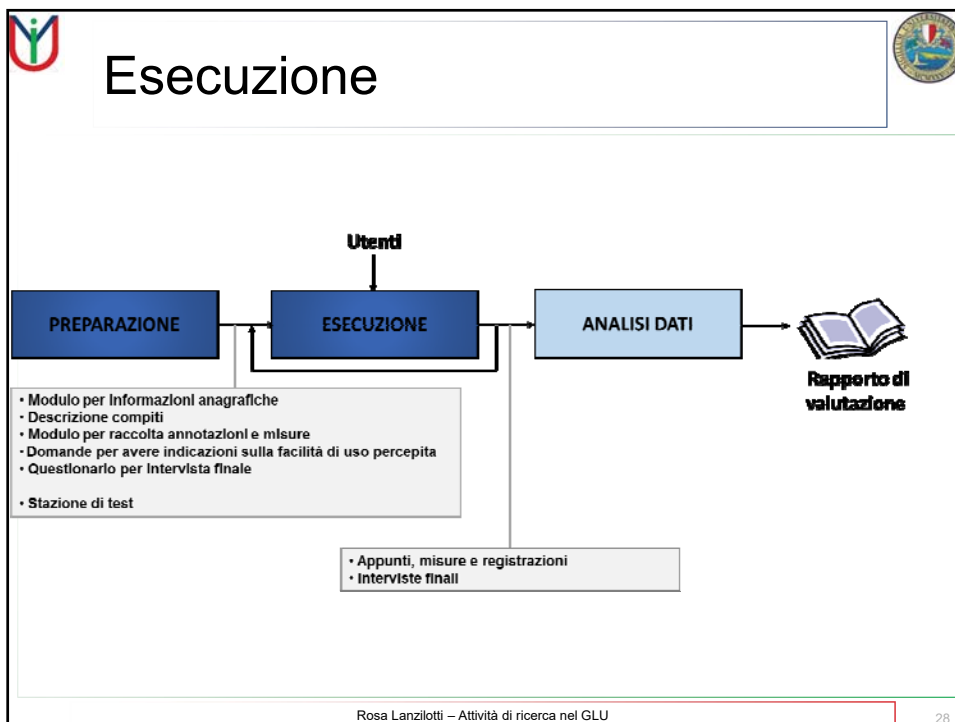 Esecuzione
Utenti
PREPARAZIONE
ESECUZIONE
ANALISI DATI
Rapporto di
valutazione
• Modulo per informazioni anagrafiche
• Descrizione compiti
• Modulo per raccolta annotazioni e misure
• Domande per avere indicazioni sulla facilità di uso percepita
• Questionario per intervista finale
• Stazione di test
• Appunti, misure e registrazioni
• Interviste finali
Rosa Lanzilotti – Attività di ricerca nel GLU
28